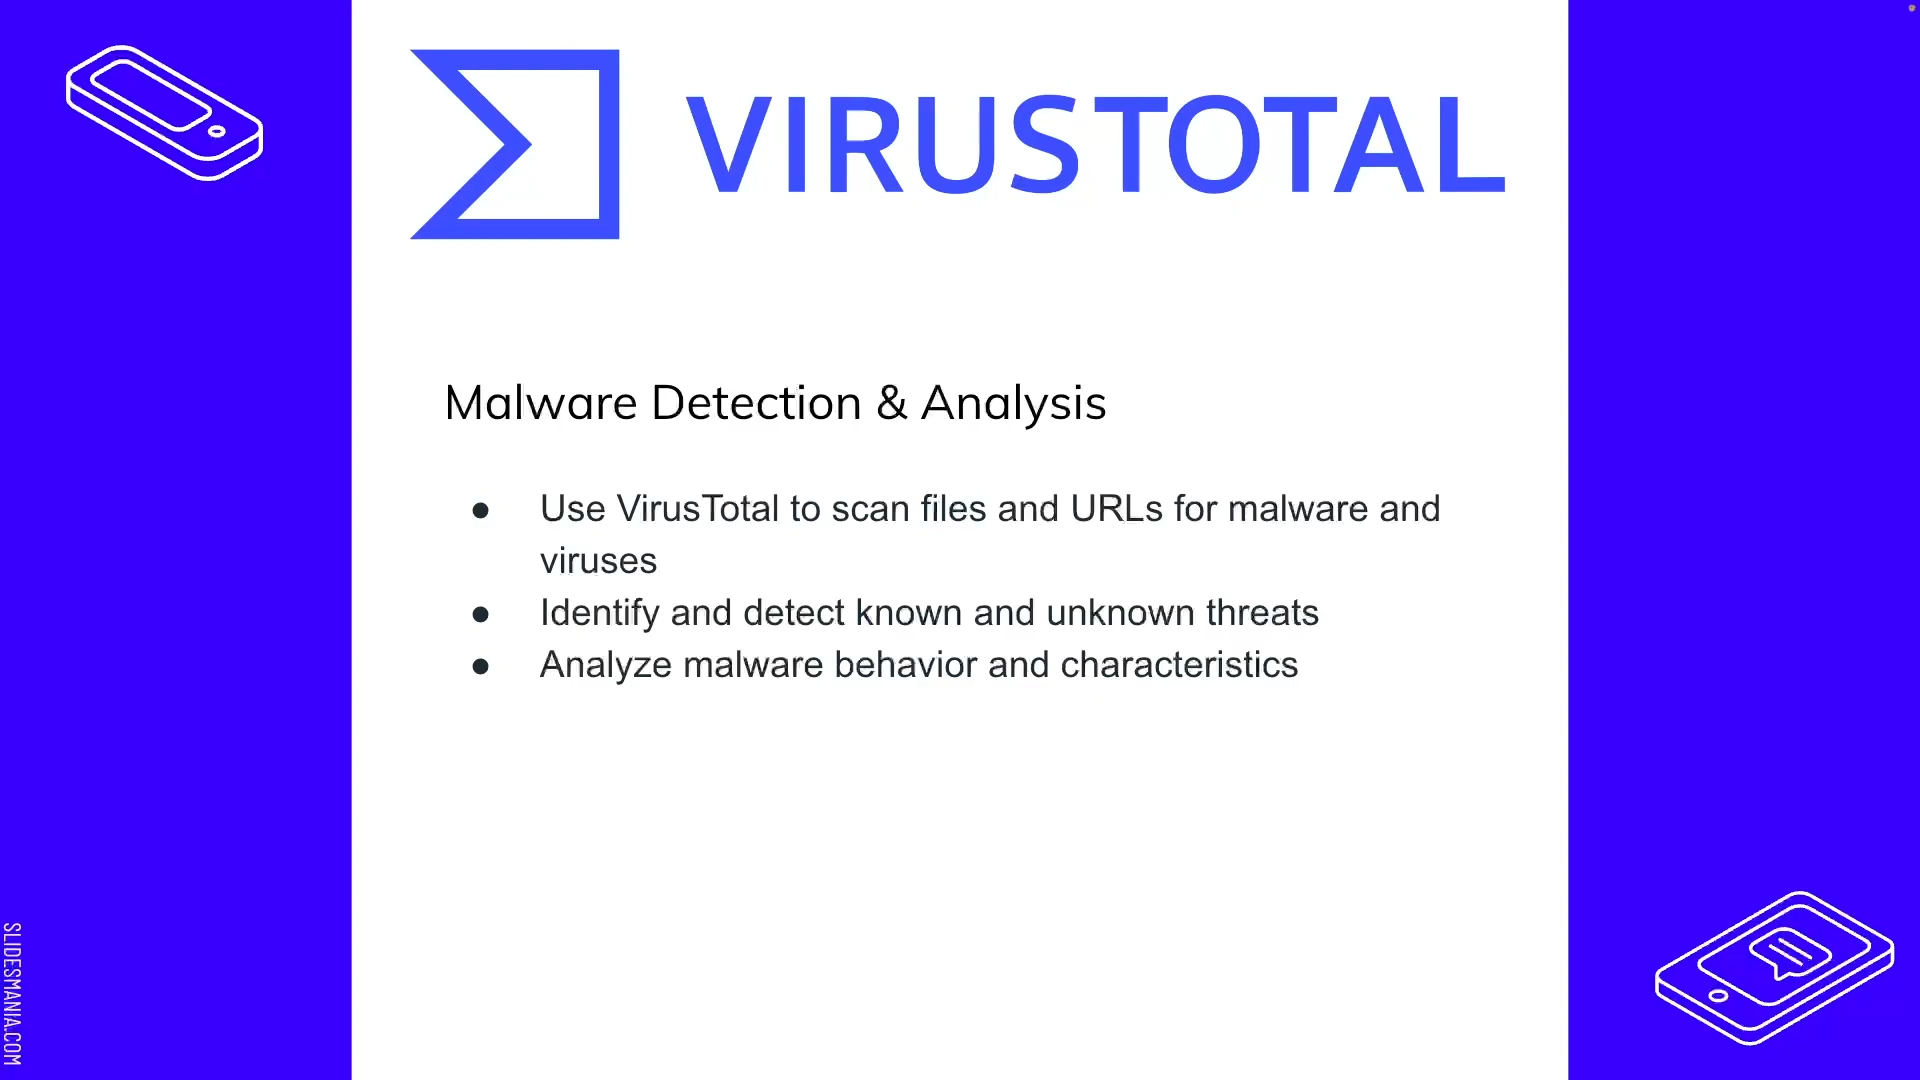 VIRUSTOTAL
Malware Detection & Analysis
● Use VirusTotal to scan files and URLs for malware and
viruses
● Identify and detect known and unknown threats
● Analyze malware behavior and characteristics
SLIDESMANIA.COM